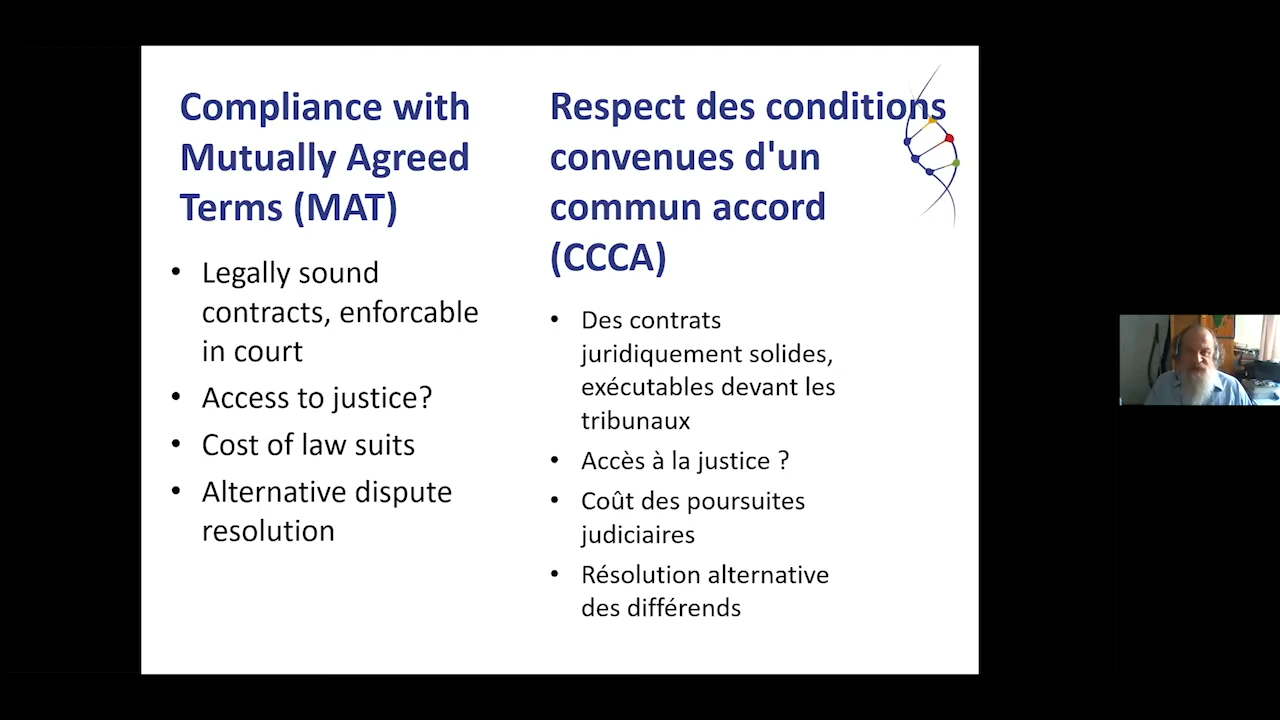 Compliance with
Mutually Agreed
Terms (MAT)
• Legally sound
contracts, enforcable
in court
• Access to justice?
• Cost of law suits
• Alternative dispute
resolution
Respect des conditions
convenues d'un
commun accord
(CCCA)
• Des contrats
juridiquement solides,
exécutables devant les
tribunaux
• Accès à la justice ?
• Coût des poursuites
judiciaires
• Résolution alternative
des différends